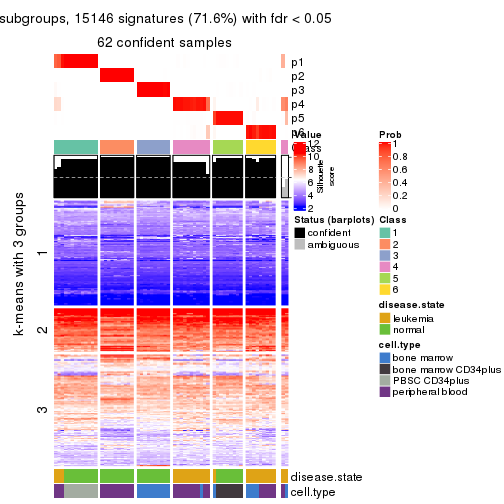 subgroups, 15146 signatures (71.6%) with fdr < 0.05
62 confident samples
p1
p2
p3
p4
p5
p6
Class
k-means with 3 groups
1
2
3
disease.state
cell.type
Value
12
10
8
6
4
2
Silhouette
score
Prob
1
0.8
0.6
0.4
0.2
0
Status (barplots)
confident
ambiguous
Class
1
2
3
4
5
6
disease.state
leukemia
normal
cell.type
bone marrow
bone marrow CD34plus
PBSC CD34plus
peripheral blood